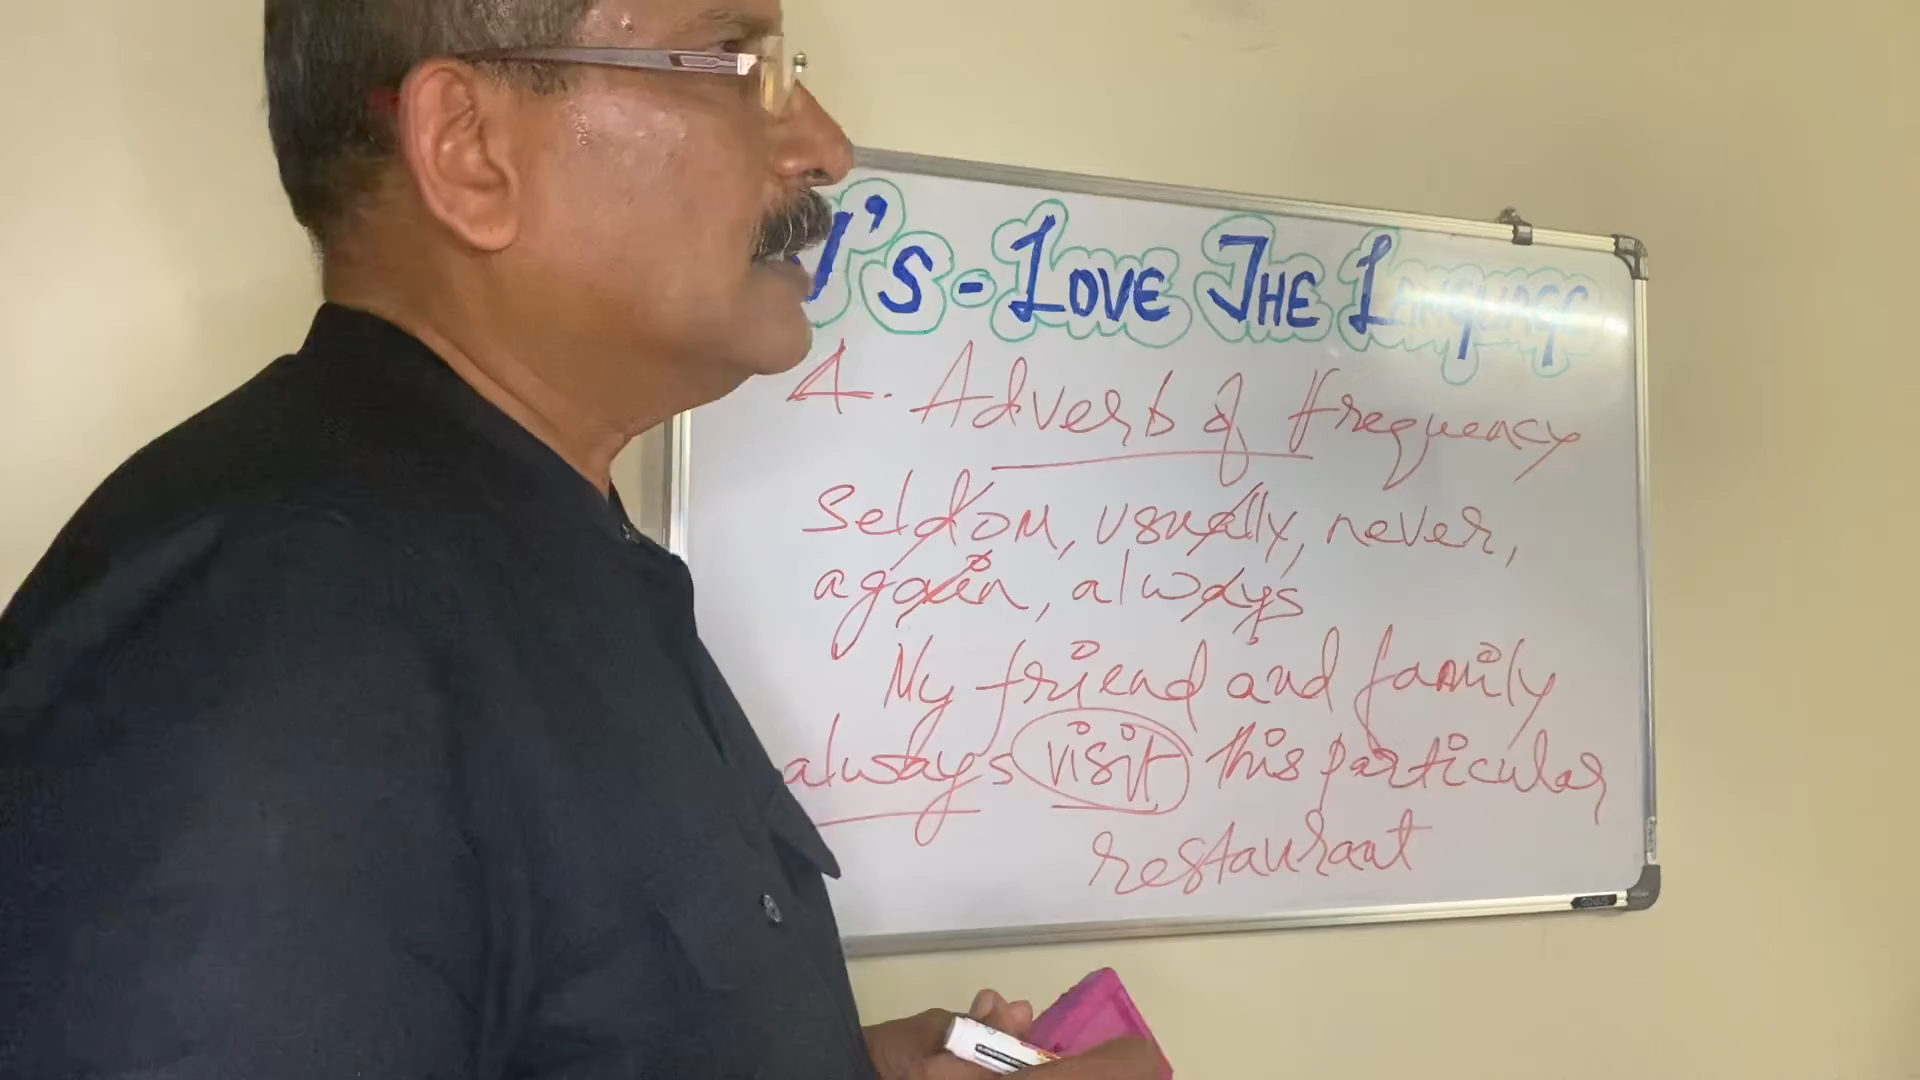 's - LOVE THE LANGUAGE
4. Adverb of frequency
Seldom, usually, never,
again, always
My friend and family
always visit this particular
restaurant